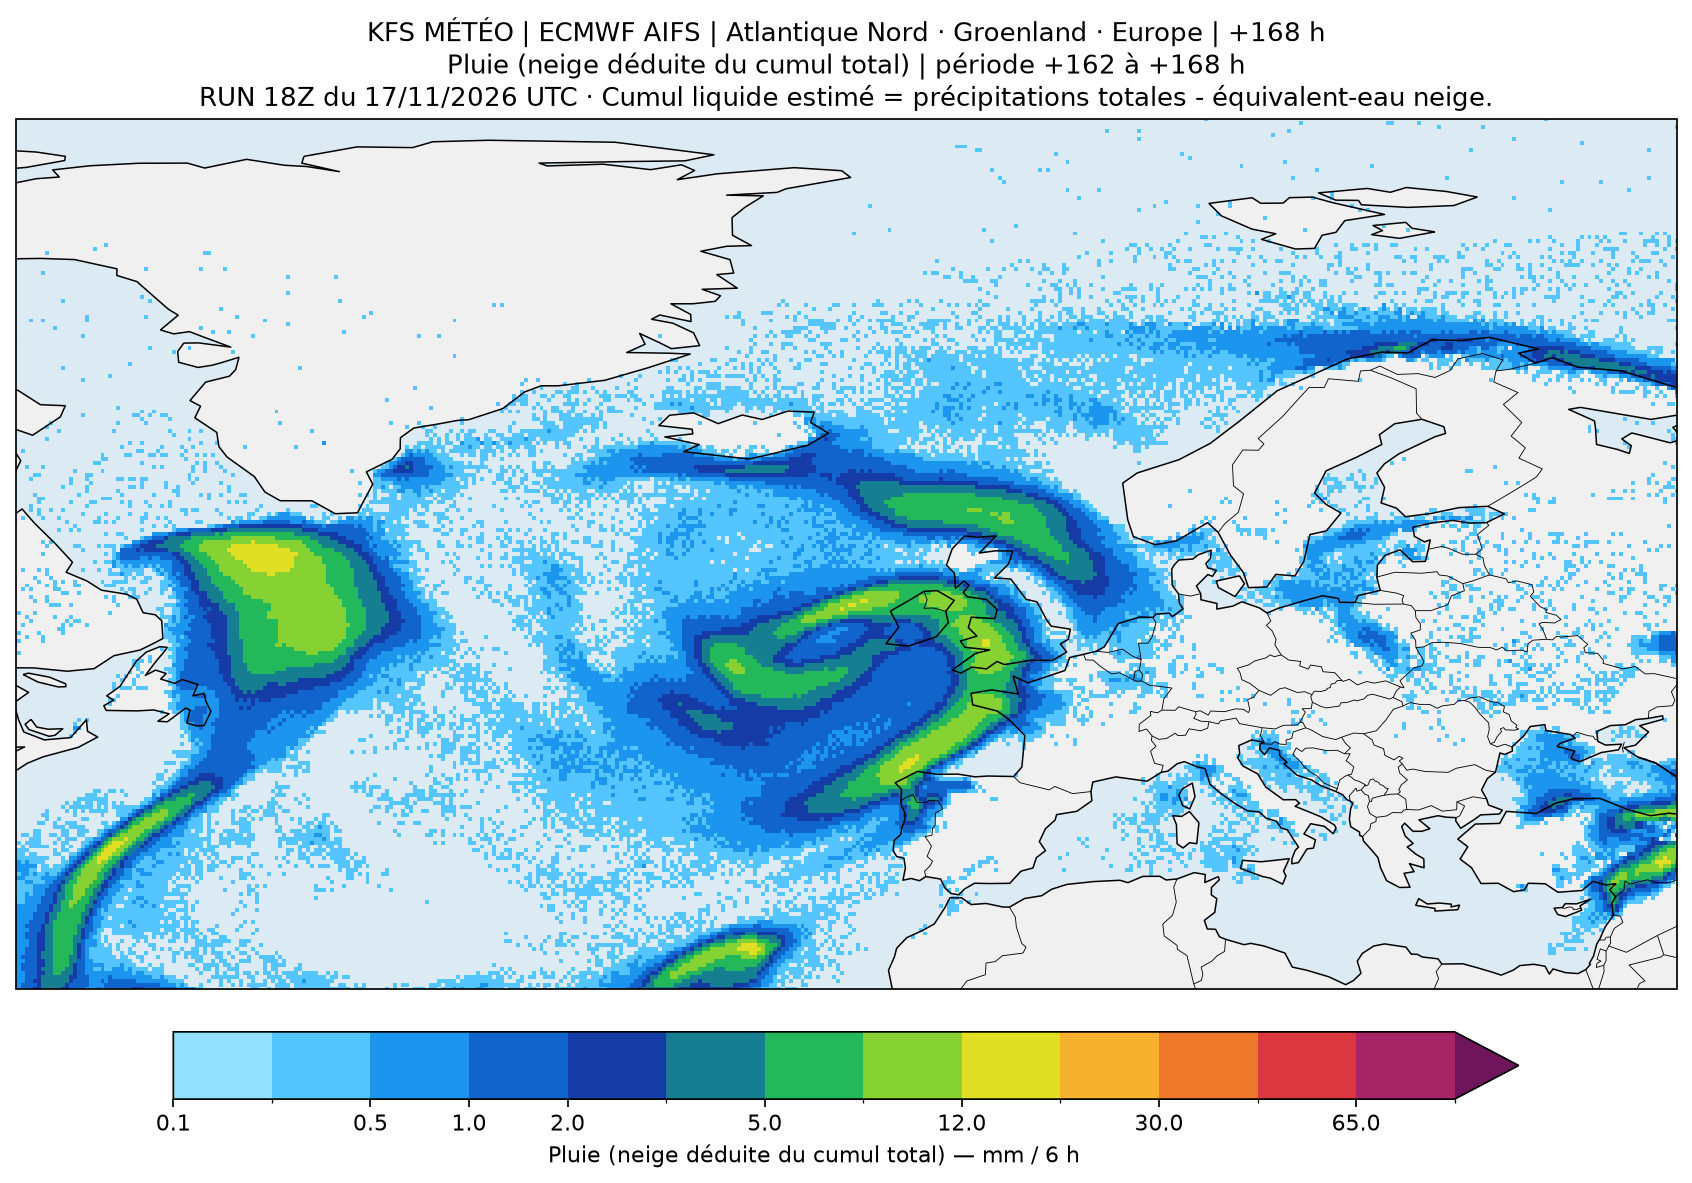 KFS MÉTÉO | ECMWF AIFS | Atlantique Nord · Groenland · Europe | +168 h
Pluie (neige déduite du cumul total) | période +162 à +168 h
RUN 18Z du 17/11/2026 UTC · Cumul liquide estimé = précipitations totales - équivalent-eau neige.
0.1 0.5 1.0 2.0 5.0 12.0 30.0 65.0
Pluie (neige déduite du cumul total) — mm / 6 h